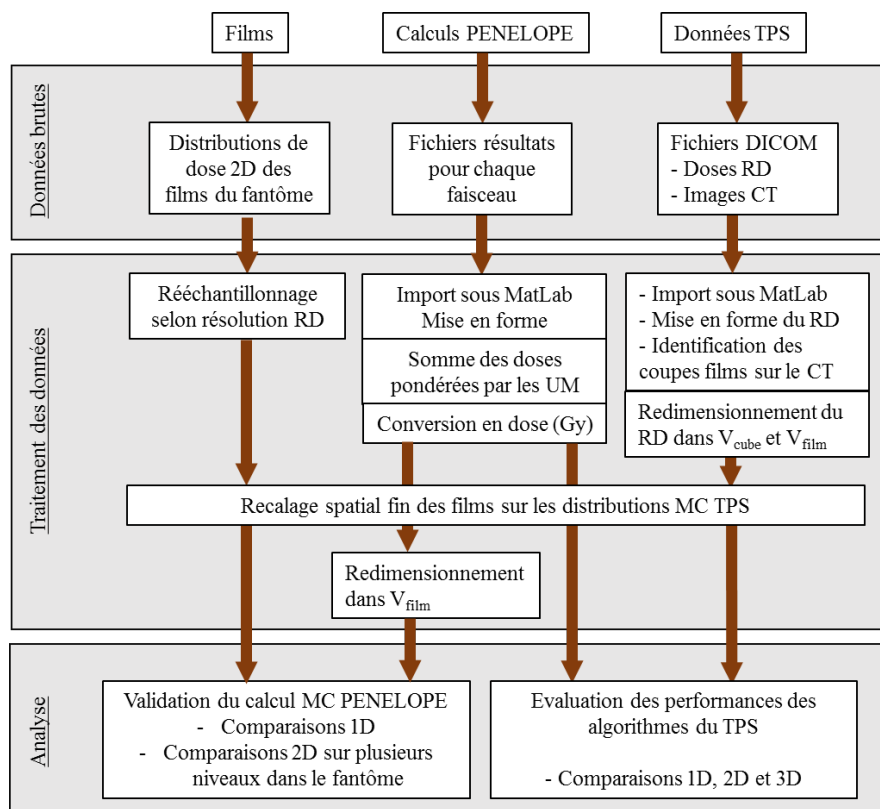 Films
Calculs PENELOPE
Données TPS
Données brutes
Distributions de
dose 2D des
films du fantôme
Fichiers résultats
pour chaque
faisceau
Fichiers DICOM
- Doses RD
- Images CT
Traitement des données
Rééchantillonnage
selon résolution RD
Import sous MatLab
Mise en forme
Somme des doses
pondérées par les UM
Conversion en dose (Gy)
- Import sous MatLab
- Mise en forme du RD
- Identification des
coupes films sur le CT
Redimensionnement du
RD dans Vcube et Vfilm
Recalage spatial fin des films sur les distributions MC TPS
Redimensionnement
dans Vfilm
Analyse
Validation du calcul MC PENELOPE
- Comparaisons 1D
- Comparaisons 2D sur plusieurs
niveaux dans le fantôme
Evaluation des performances des
algorithmes du TPS
- Comparaisons 1D, 2D et 3D